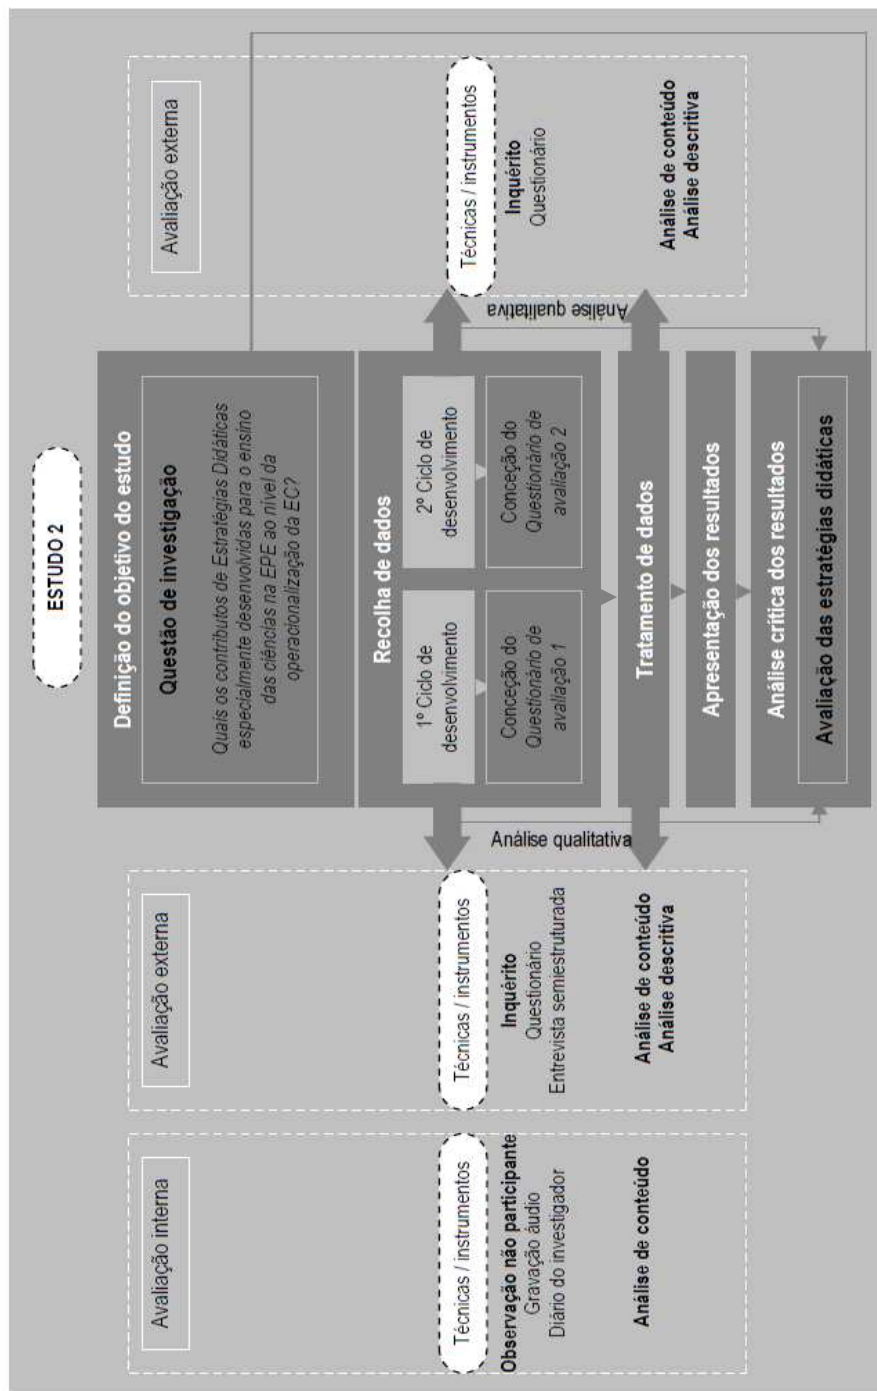 ESTUDO 2
Avaliação interna
Técnicas / instrumentos
Observação não participante
Gravação áudio
Diário do investigador
Análise de conteúdo
Avaliação externa
Técnicas / instrumentos
Inquérito
Questionário
Entrevista semiestruturada
Análise de conteúdo
Análise descritiva
Análise qualitativa
Definição do objetivo do estudo
Questão de investigação
Quais os contributos de Estratégias Didáticas
especialmente desenvolvidas para o ensino
das ciências na EPE ao nível da
operacionalização da EC?
Recolha de dados
1º Ciclo de
desenvolvimento
Conceção do
Questionário de
avaliação 1
2º Ciclo de
desenvolvimento
Conceção do
Questionário de
avaliação 2
Tratamento de dados
Apresentação dos resultados
Análise crítica dos resultados
Avaliação das estratégias didáticas
Análise qualitativa
Avaliação externa
Técnicas / instrumentos
Inquérito
Questionário
Análise de conteúdo
Análise descritiva